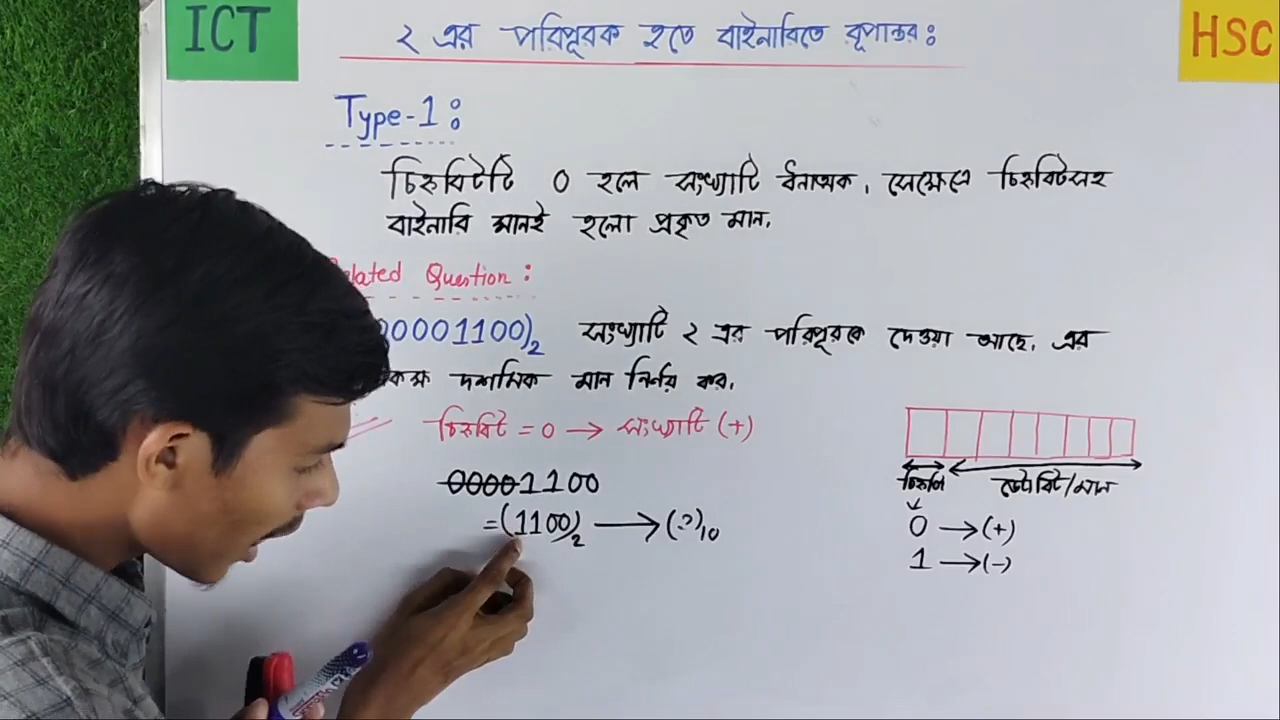 ICT
২ এর পরিপূরক হতে বাইনারিতে রূপান্তর:
HSC
Type-1:
চিহ্নবিটটি 0 হলে সংখ্যাটি ধনাত্মক, সেক্ষেত্রে চিহ্নবিটসহ
বাইনারি মানই হলো প্রকৃত মান.
Related Question:
00001100)₂ সংখ্যাটি ২ এর পরিপূরকে দেওয়া আছে. এর
দশমিক মান নির্ণয় কর.
চিহ্নবিট = 0 → সংখ্যাটি (+)
00001100
=(1100)₂ → (?)₁₀
ডেটাবিট/মান
0 → (+)
1 → (-)